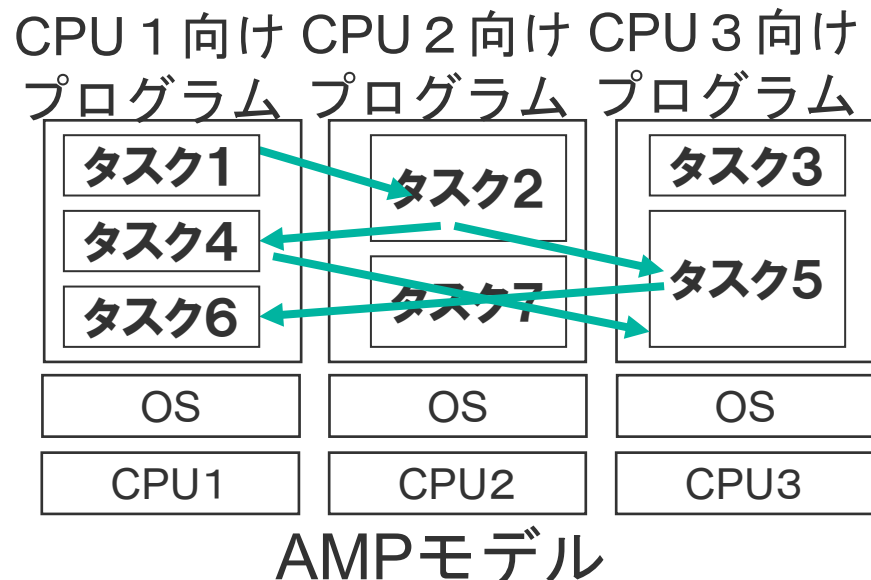 CPU１向け CPU２向け CPU３向け
プログラム プログラム プログラム
タスク1 タスク2 タスク3
タスク4 タスク5
タスク6 タスク7
OS OS OS
CPU1 CPU2 CPU3
AMPモデル